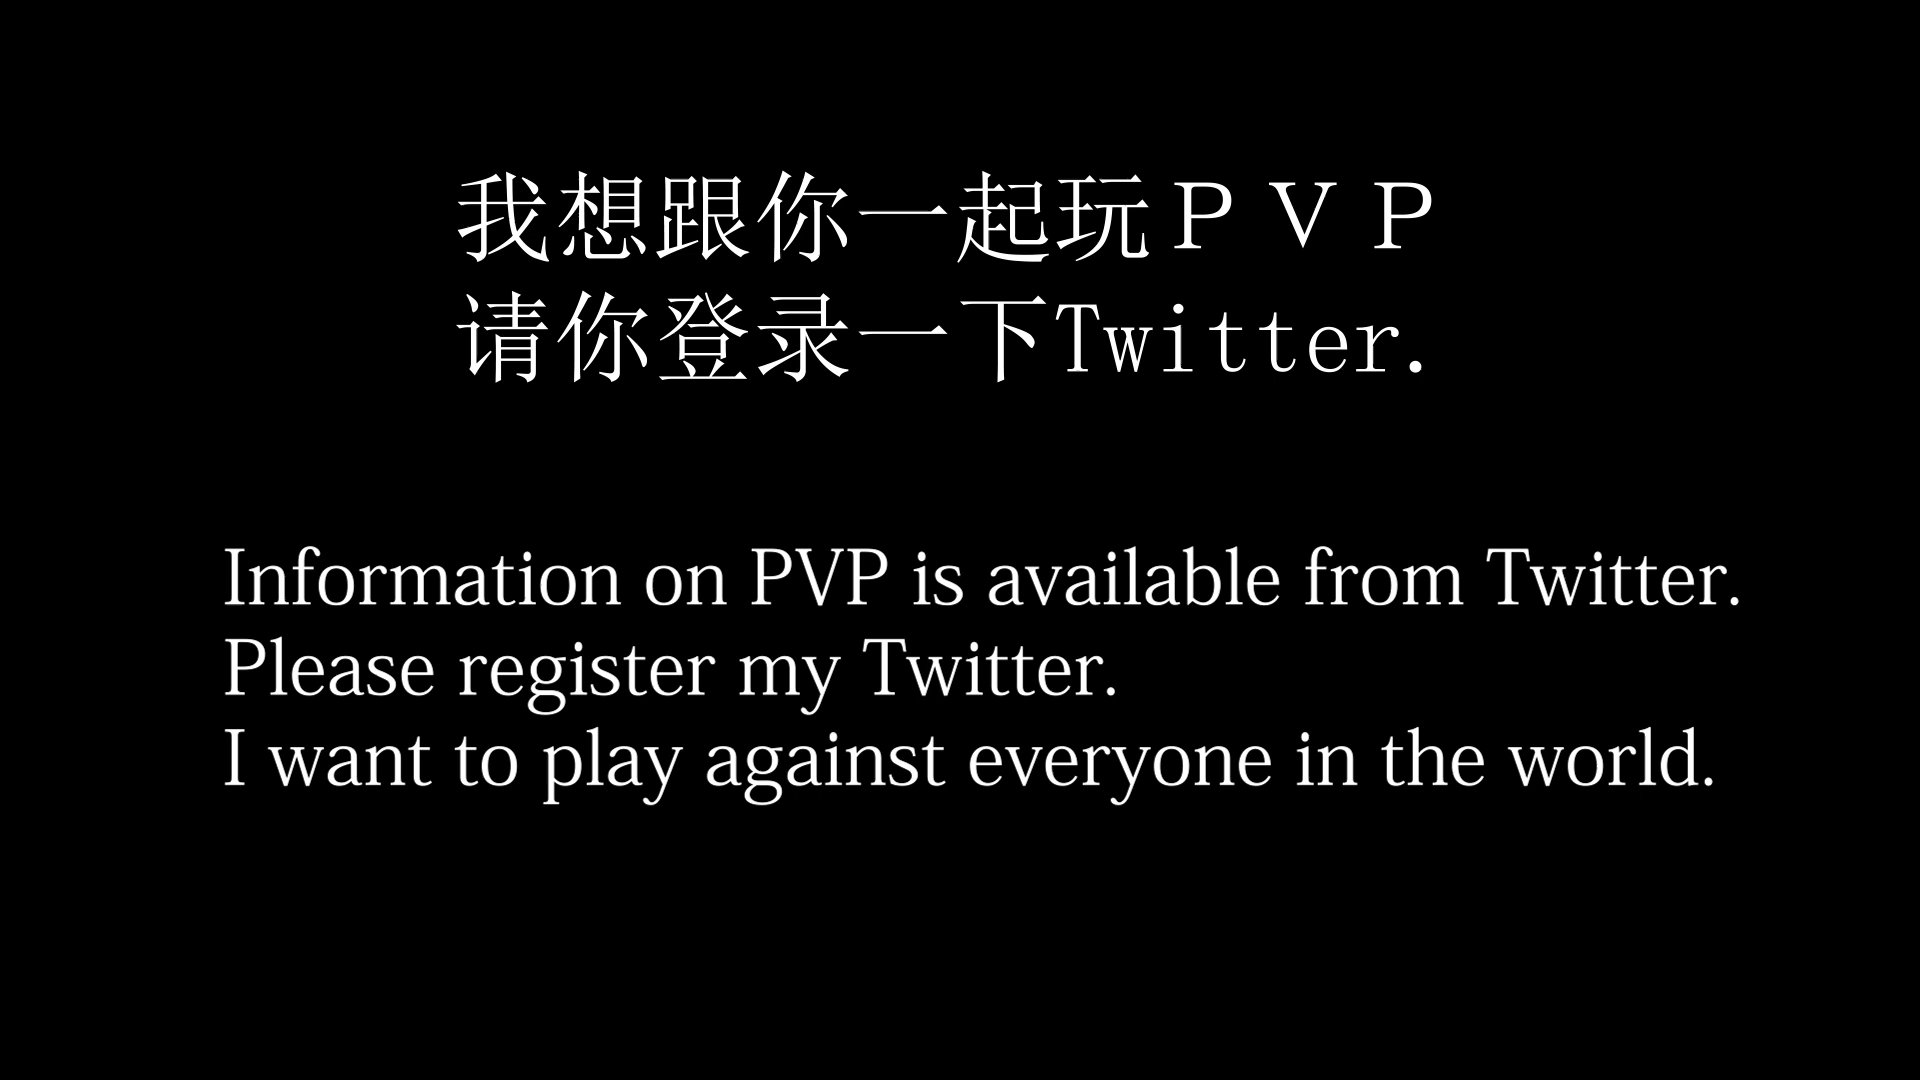 我想跟你一起玩ＰＶＰ
请你登录一下Twitter.
Information on PVP is available from Twitter.
Please register my Twitter.
I want to play against everyone in the world.